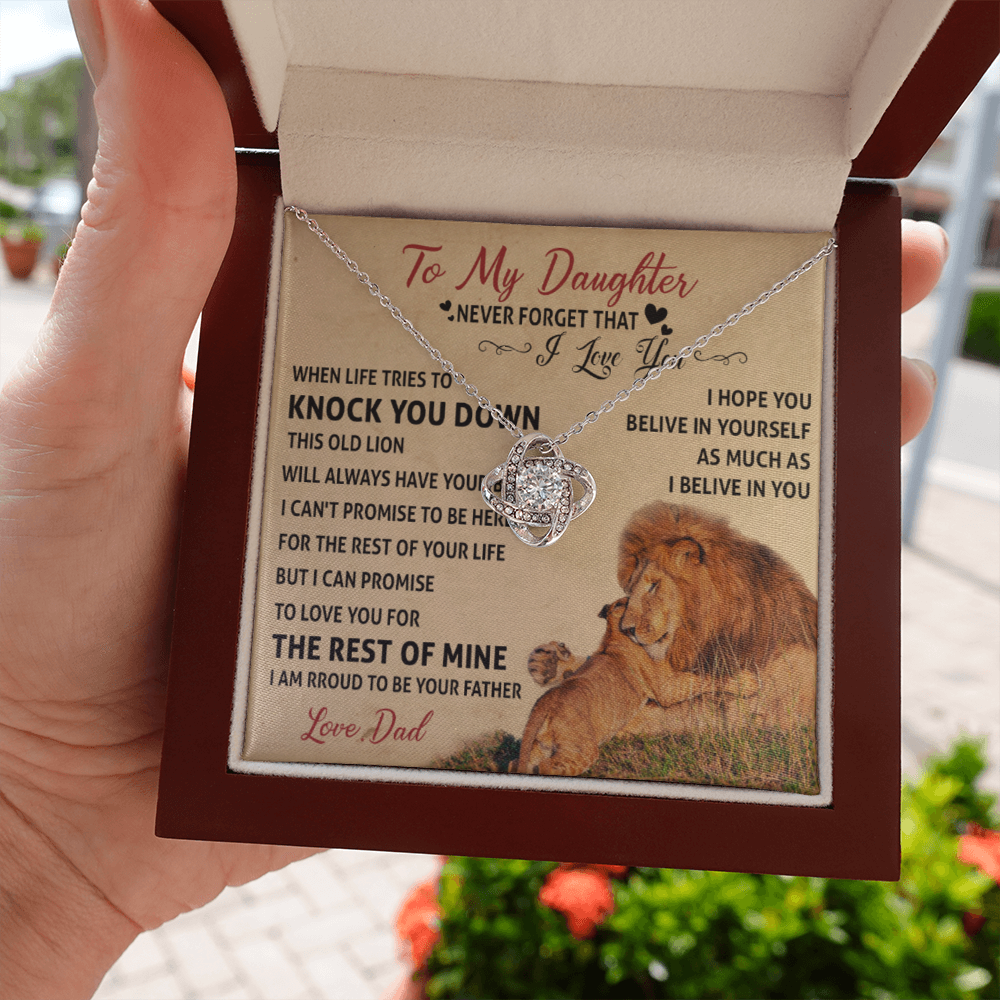 To My Daughter
NEVER FORGET THAT
I Love You
WHEN LIFE TRIES TO
KNOCK YOU DOWN
THIS OLD LION
WILL ALWAYS HAVE YOUR
I CAN'T PROMISE TO BE HERE
FOR THE REST OF YOUR LIFE
BUT I CAN PROMISE
TO LOVE YOU FOR
THE REST OF MINE
I AM RROUD TO BE YOUR FATHER
Love Dad
I HOPE YOU
BELIVE IN YOURSELF
AS MUCH AS
I BELIVE IN YOU